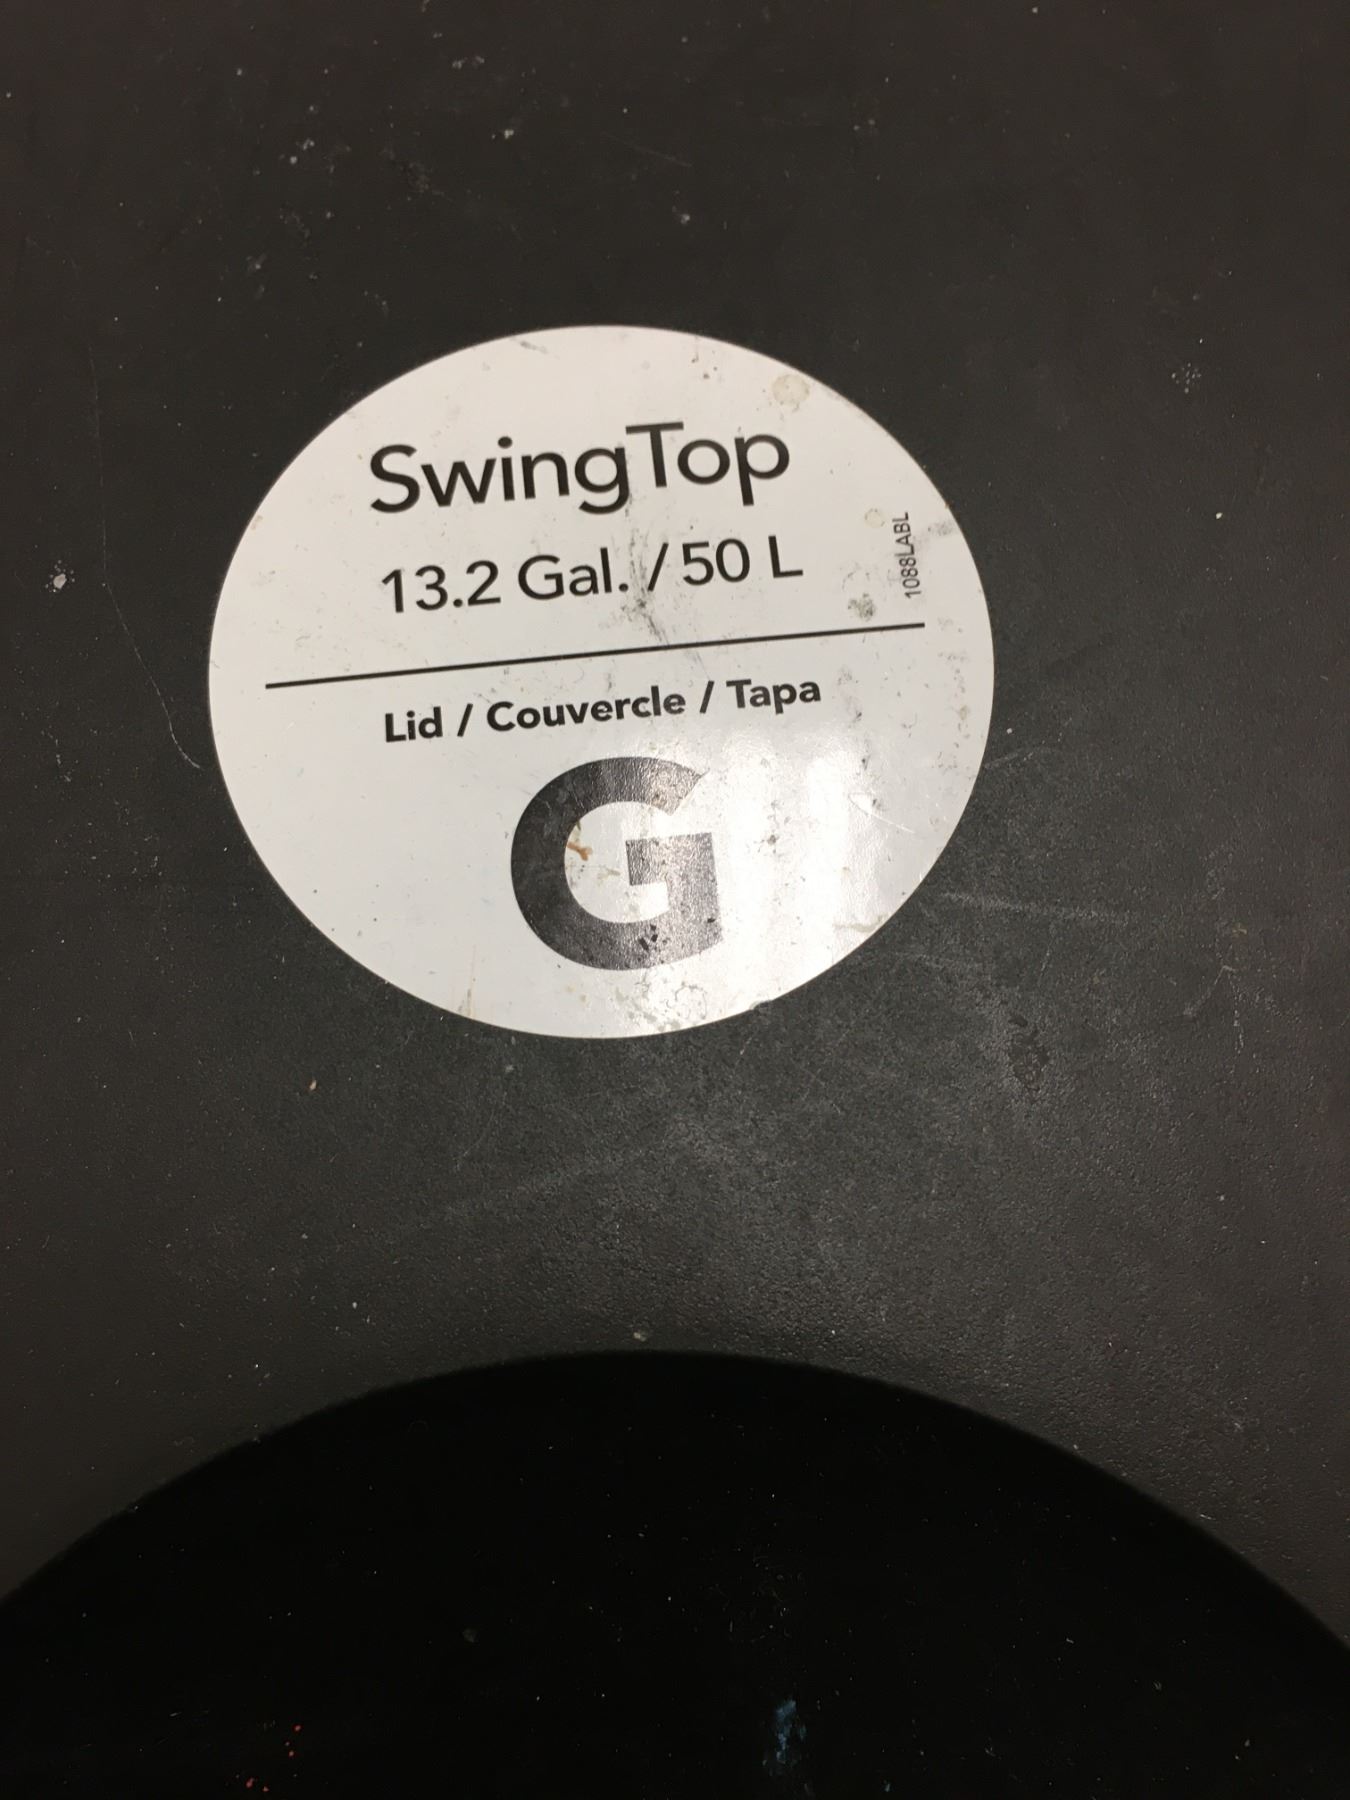 SwingTop
13.2 Gal. / 50 L
1088LABL
Lid / Couvercle / Tapa
G